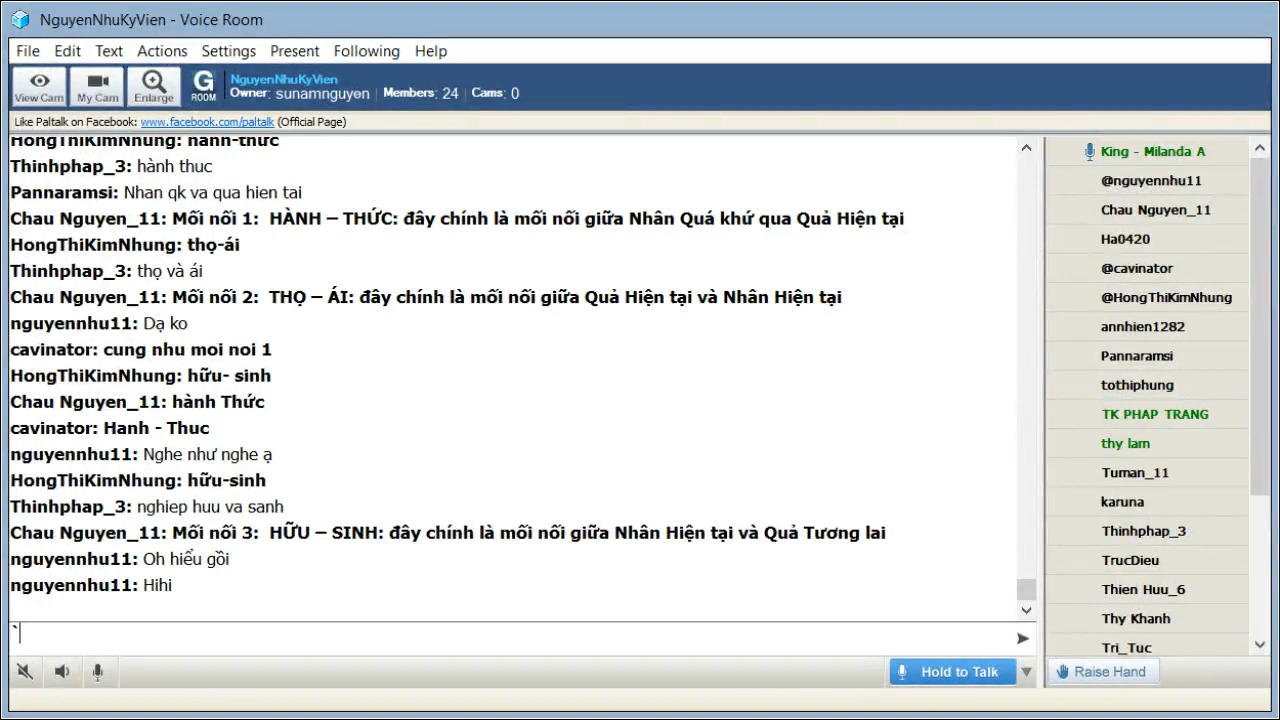 NguyenNhuKyVien - Voice Room
File Edit Text Actions Settings Present Following Help
View Cam My Cam Enlarge G ROOM
NguyenNhuKyVien
Owner: sunamnguyen | Members: 24 | Cams: 0
Like Paltalk on Facebook: www.facebook.com/paltalk (Official Page)
HongThiKimNhung: hành-thức
Thinhphap_3: hành thuc
Pannaramsi: Nhan qk va qua hien tai
Chau Nguyen_11: Mối nối 1:  HÀNH – THỨC: đây chính là mối nối giữa Nhân Quá khứ qua Quả Hiện tại
HongThiKimNhung: thọ-ái
Thinhphap_3: thọ và ái
Chau Nguyen_11: Mối nối 2:  THỌ – ÁI: đây chính là mối nối giữa Quả Hiện tại và Nhân Hiện tại
nguyennhu11: Dạ ko
cavinator: cung nhu moi noi 1
HongThiKimNhung: hữu- sinh
Chau Nguyen_11: hành Thức
cavinator: Hanh - Thuc
nguyennhu11: Nghe như nghe ạ
HongThiKimNhung: hữu-sinh
Thinhphap_3: nghiep huu va sanh
Chau Nguyen_11: Mối nối 3:  HỮU – SINH: đây chính là mối nối giữa Nhân Hiện tại và Quả Tương lai
nguyennhu11: Oh hiểu gồi
nguyennhu11: Hihi
`
Hold to Talk
King - Milanda A
@nguyennhu11
Chau Nguyen_11
Ha0420
@cavinator
@HongThiKimNhung
annhien1282
Pannaramsi
tothiphung
TK PHAP TRANG
thy lam
Tuman_11
karuna
Thinhphap_3
TrucDieu
Thien Huu_6
Thy Khanh
Tri_Tuc
Raise Hand